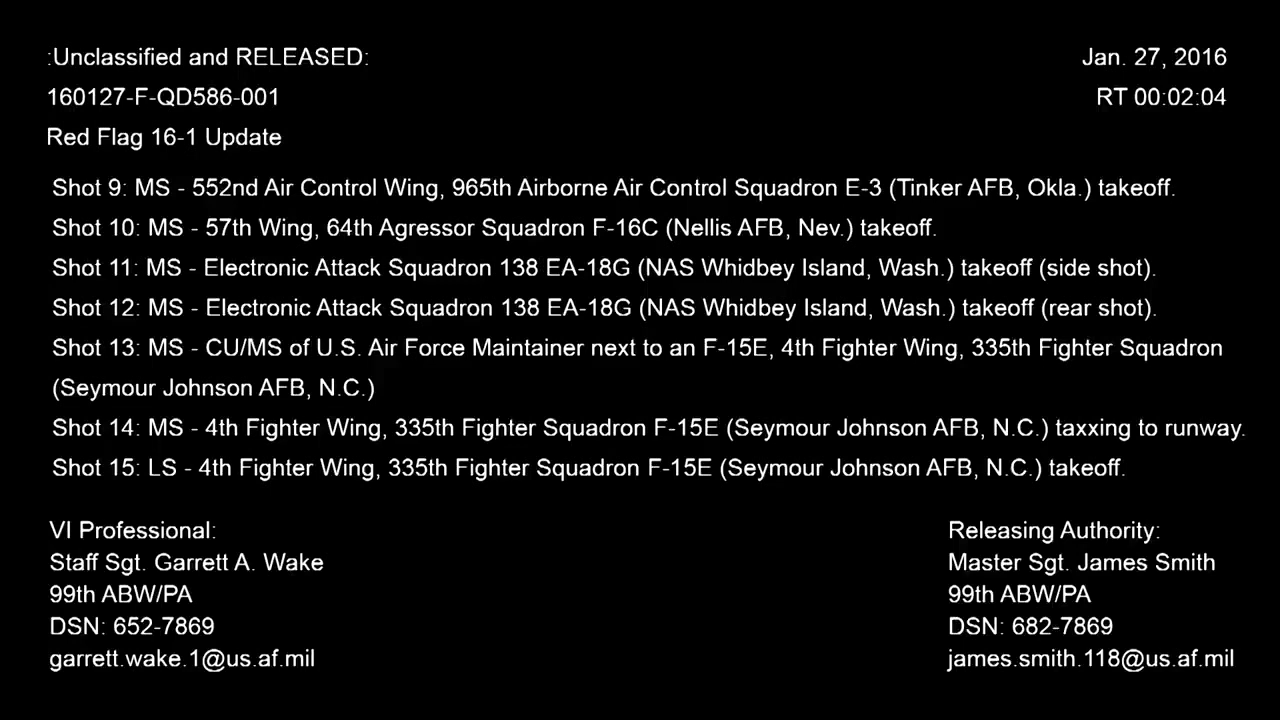 :Unclassified and RELEASED:
Jan. 27, 2016
160127-F-QD586-001
RT 00:02:04
Red Flag 16-1 Update
Shot 9: MS - 552nd Air Control Wing, 965th Airborne Air Control Squadron E-3 (Tinker AFB, Okla.) takeoff.
Shot 10: MS - 57th Wing, 64th Agressor Squadron F-16C (Nellis AFB, Nev.) takeoff.
Shot 11: MS - Electronic Attack Squadron 138 EA-18G (NAS Whidbey Island, Wash.) takeoff (side shot).
Shot 12: MS - Electronic Attack Squadron 138 EA-18G (NAS Whidbey Island, Wash.) takeoff (rear shot).
Shot 13: MS - CU/MS of U.S. Air Force Maintainer next to an F-15E, 4th Fighter Wing, 335th Fighter Squadron
(Seymour Johnson AFB, N.C.)
Shot 14: MS - 4th Fighter Wing, 335th Fighter Squadron F-15E (Seymour Johnson AFB, N.C.) taxxing to runway.
Shot 15: LS - 4th Fighter Wing, 335th Fighter Squadron F-15E (Seymour Johnson AFB, N.C.) takeoff.
VI Professional:
Staff Sgt. Garrett A. Wake
99th ABW/PA
DSN: 652-7869
garrett.wake.1@us.af.mil
Releasing Authority:
Master Sgt. James Smith
99th ABW/PA
DSN: 682-7869
james.smith.118@us.af.mil